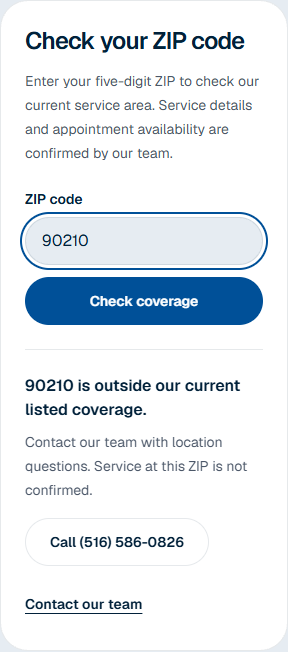 Check your ZIP code
Enter your five-digit ZIP to check our
current service area. Service details
and appointment availability are
confirmed by our team.
ZIP code
90210
Check coverage
90210 is outside our current
listed coverage.
Contact our team with location
questions. Service at this ZIP is not
confirmed.
Call (516) 586-0826
Contact our team